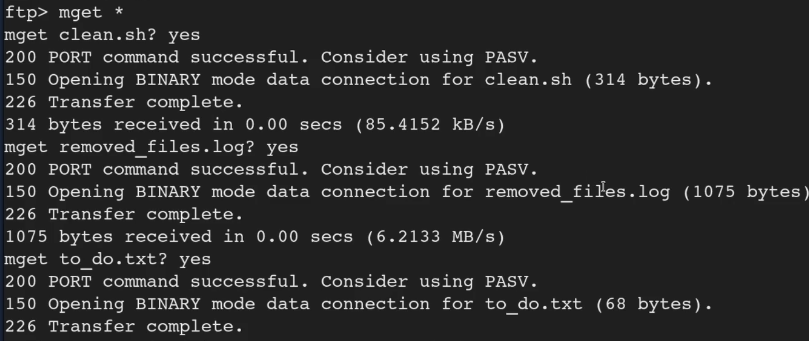 ftp> mget *
mget clean.sh? yes
200 PORT command successful. Consider using PASV.
150 Opening BINARY mode data connection for clean.sh (314 bytes).
226 Transfer complete.
314 bytes received in 0.00 secs (85.4152 kB/s)
mget removed_files.log? yes
200 PORT command successful. Consider using PASV.
150 Opening BINARY mode data connection for removed_files.log (1075 bytes)
226 Transfer complete.
1075 bytes received in 0.00 secs (6.2133 MB/s)
mget to_do.txt? yes
200 PORT command successful. Consider using PASV.
150 Opening BINARY mode data connection for to_do.txt (68 bytes).
226 Transfer complete.